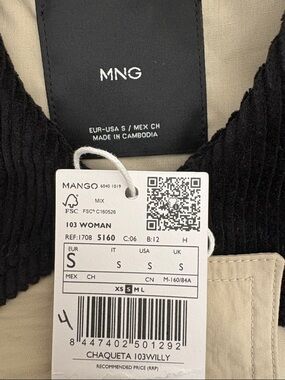 MNG
EUR-USA S / MEX CH
MADE IN CAMBODIA
MANGO 6040 1019
FSC
MIX
FSC® C160526
103 WOMAN
REF:1708 5160 C:06 B:12 H
EUR IT USA UK
S S S S
MEX CH CN M-160/84A
XS S M L
4
8 447402 501292
CHAQUETA 103WILLY
RECOMMENDED PRICE (RRP)